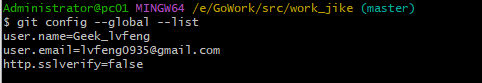 Administrator@pc01 MINGW64 /e/GoWork/src/work_jike (master)
$ git config --global --list
user.name=Geek_lvfeng
user.email=lvfeng0935@gmail.com
http.sslverify=false